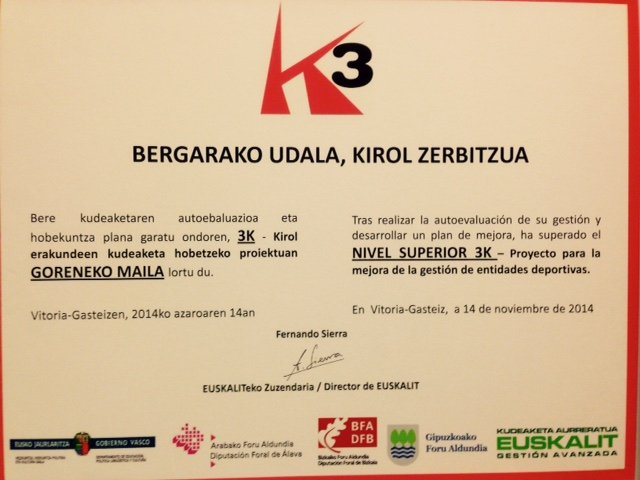 K3
BERGARAKO UDALA, KIROL ZERBITZUA
Bere kudeaketaren autoebaluazioa eta
hobekuntza plana garatu ondoren, 3K - Kirol
erakundeen kudeaketa hobetzeko proiektuan
GORENEKO MAILA lortu du.
Vitoria-Gasteizen, 2014ko azaroaren 14an
Tras realizar la autoevaluación de su gestión y
desarrollar un plan de mejora, ha superado el
NIVEL SUPERIOR 3K – Proyecto para la
mejora de la gestión de entidades deportivas.
En Vitoria-Gasteiz, a 14 de noviembre de 2014
Fernando Sierra
EUSKALITeko Zuzendaria / Director de EUSKALIT
EUSKO JAURLARITZA GOBIERNO VASCO
Arabako Foru Aldundia
Diputación Foral de Álava
BFA
DFB
Bizkaiko Foru Aldundia
Diputación Foral de Bizkaia
Gipuzkoako
Foru Aldundia
KUDEAKETA AURRERATUA
EUSKALIT
GESTIÓN AVANZADA